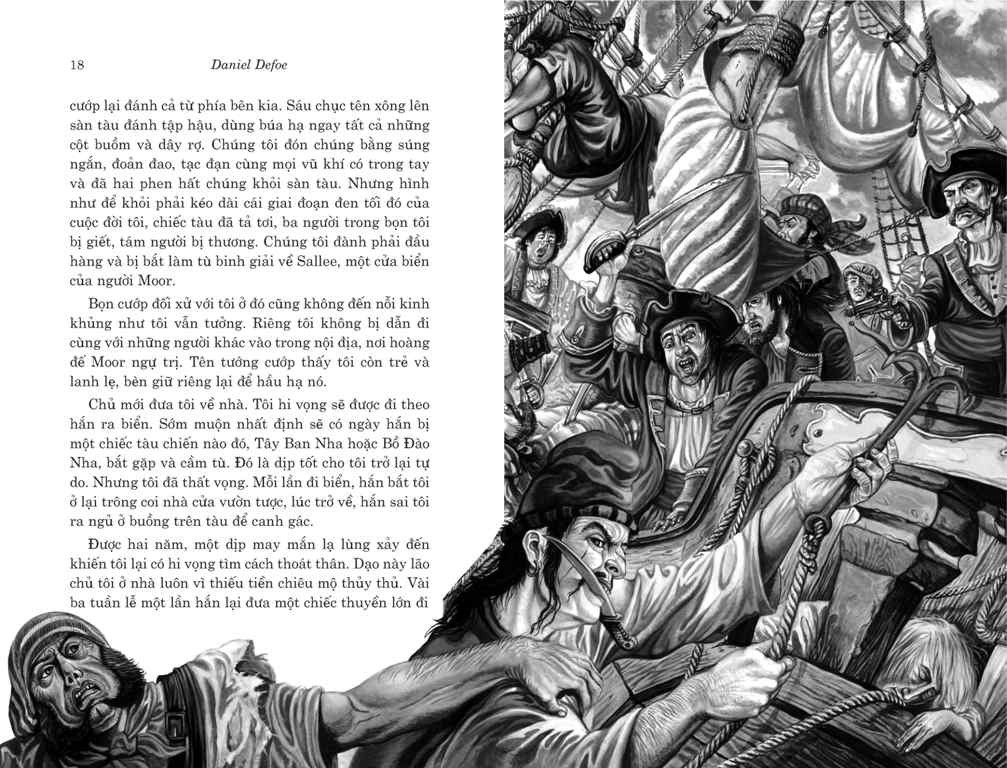 18
Daniel Defoe
cướp lại đánh cả từ phía bên kia. Sáu chục tên xông lên
sàn tàu đánh tập hậu, dùng búa hạ ngay tất cả những
cột buồm và dây rợ. Chúng tôi đón chúng bằng súng
ngắn, đoản đao, tạc đạn cùng mọi vũ khí có trong tay
và đã hai phen hất chúng khỏi sàn tàu. Nhưng hình
như để khỏi phải kéo dài cái giai đoạn đen tối đó của
cuộc đời tôi, chiếc tàu đã tả tơi, ba người trong bọn tôi
bị giết, tám người bị thương. Chúng tôi đành phải đầu
hàng và bị bắt làm tù binh giải về Sallee, một cửa biển
của người Moor.
Bọn cướp đối xử với tôi ở đó cũng không đến nỗi kinh
khủng như tôi vẫn tưởng. Riêng tôi không bị dẫn đi
cùng với những người khác vào trong nội địa, nơi hoàng
đế Moor ngự trị. Tên tướng cướp thấy tôi còn trẻ và
lanh lẹ, bèn giữ riêng lại để hầu hạ nó.
Chủ mới đưa tôi về nhà. Tôi hi vọng sẽ được đi theo
hắn ra biển. Sớm muộn nhất định sẽ có ngày hắn bị
một chiếc tàu chiến nào đó, Tây Ban Nha hoặc Bồ Đào
Nha, bắt gặp và cầm tù. Đó là dịp tốt cho tôi trở lại tự
do. Nhưng tôi đã thất vọng. Mỗi lần đi biển, hắn bắt tôi
ở lại trông coi nhà cửa vườn tược, lúc trở về, hắn sai tôi
ra ngủ ở buồng trên tàu để canh gác.
Được hai năm, một dịp may mắn lạ lùng xảy đến
khiến tôi lại có hi vọng tìm cách thoát thân. Dạo này lão
chủ tôi ở nhà luôn vì thiếu tiền chiêu mộ thủy thủ. Vài
ba tuần lễ một lần hắn lại đưa một chiếc thuyền lớn đi